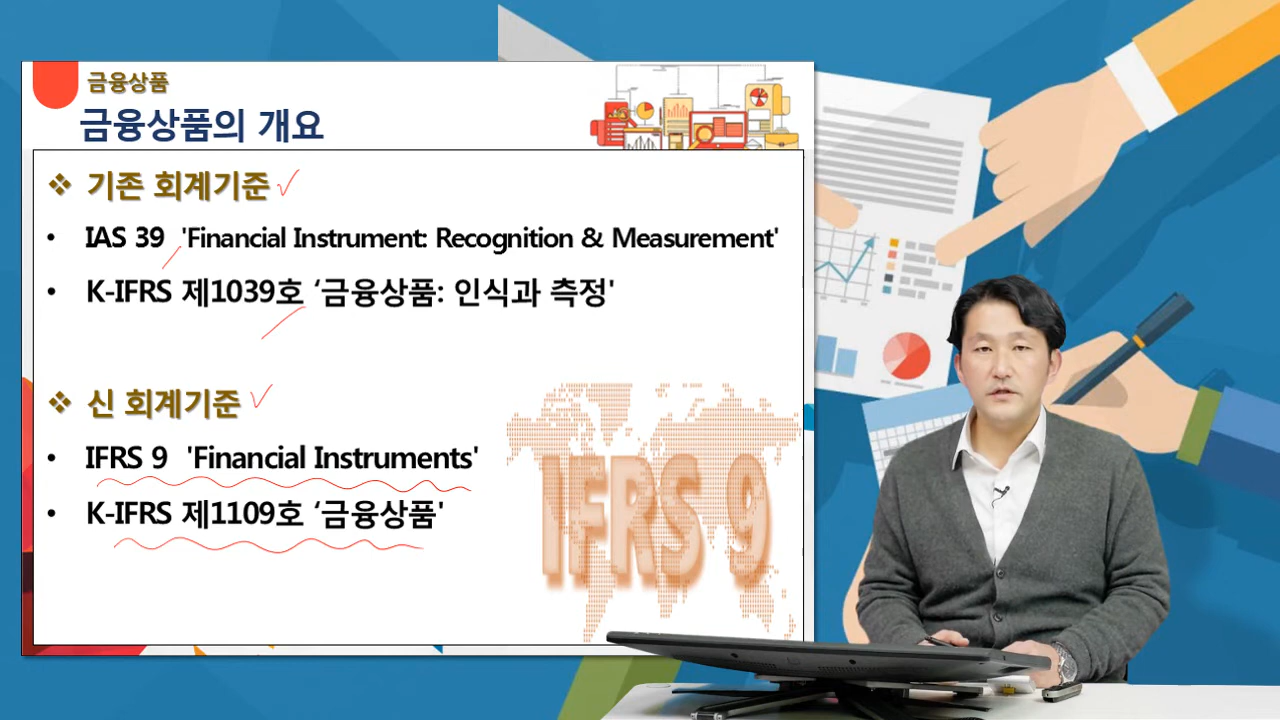 금융상품
금융상품의 개요
❖ 기존 회계기준
• IAS 39 'Financial Instrument: Recognition & Measurement'
• K-IFRS 제1039호 ‘금융상품: 인식과 측정'
❖ 신 회계기준
• IFRS 9 'Financial Instruments'
• K-IFRS 제1109호 ‘금융상품'
IFRS 9